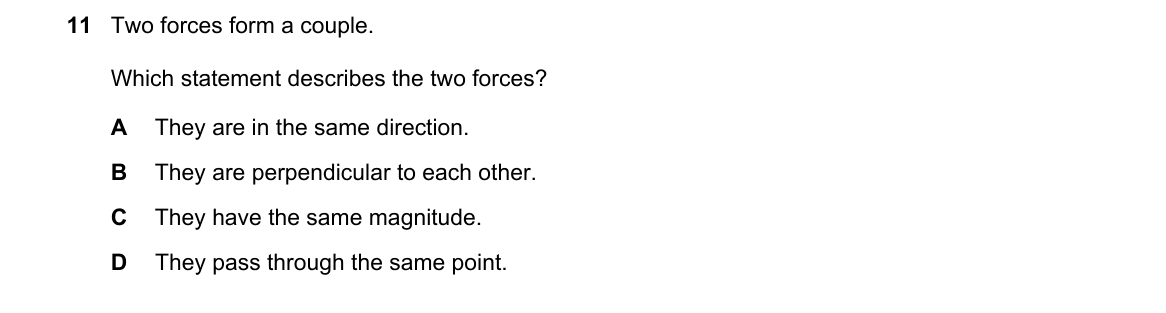 11 Two forces form a couple.
Which statement describes the two forces?
A They are in the same direction.
B They are perpendicular to each other.
C They have the same magnitude.
D They pass through the same point.